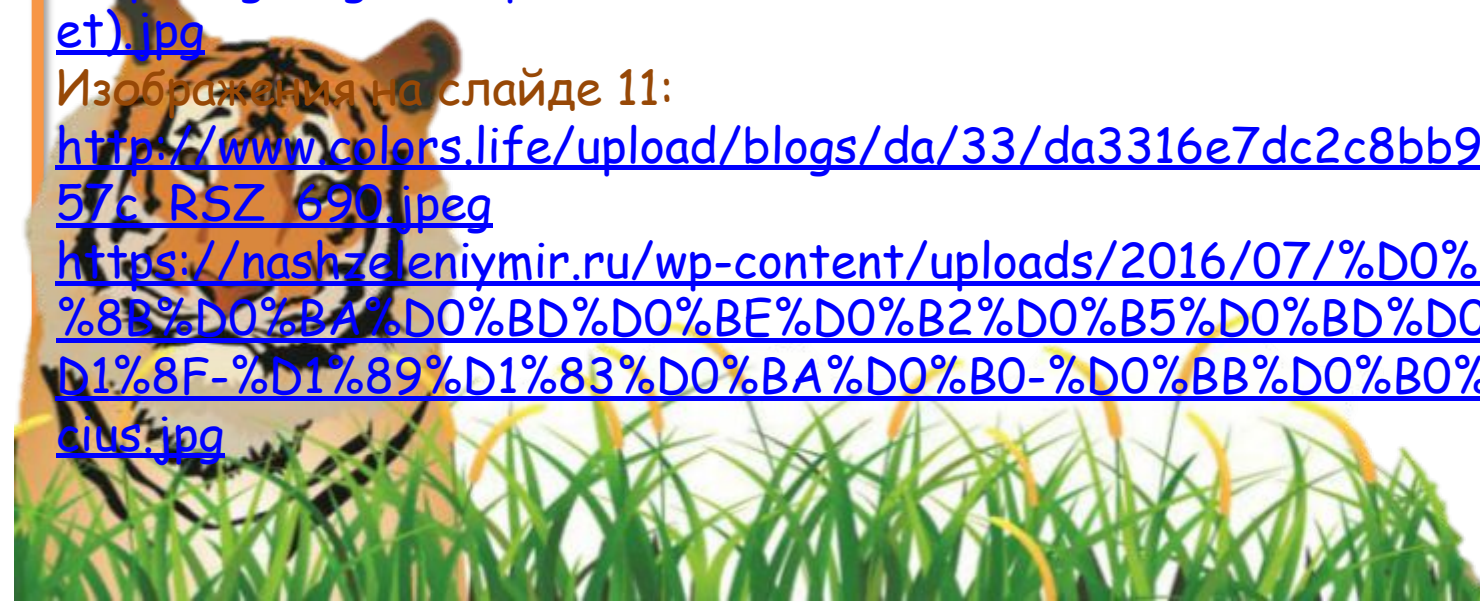 et).jpg
Изображения на слайде 11:
http://www.colors.life/upload/blogs/da/33/da3316e7dc2c8bb9
57c_RSZ_690.jpeg
https://nashzeleniymir.ru/wp-content/uploads/2016/07/%D0%
%8B%D0%BA%D0%BD%D0%BE%D0%B2%D0%B5%D0%BD%D0
D1%8F-%D1%89%D1%83%D0%BA%D0%B0-%D0%BB%D0%B0%
cius.jpg